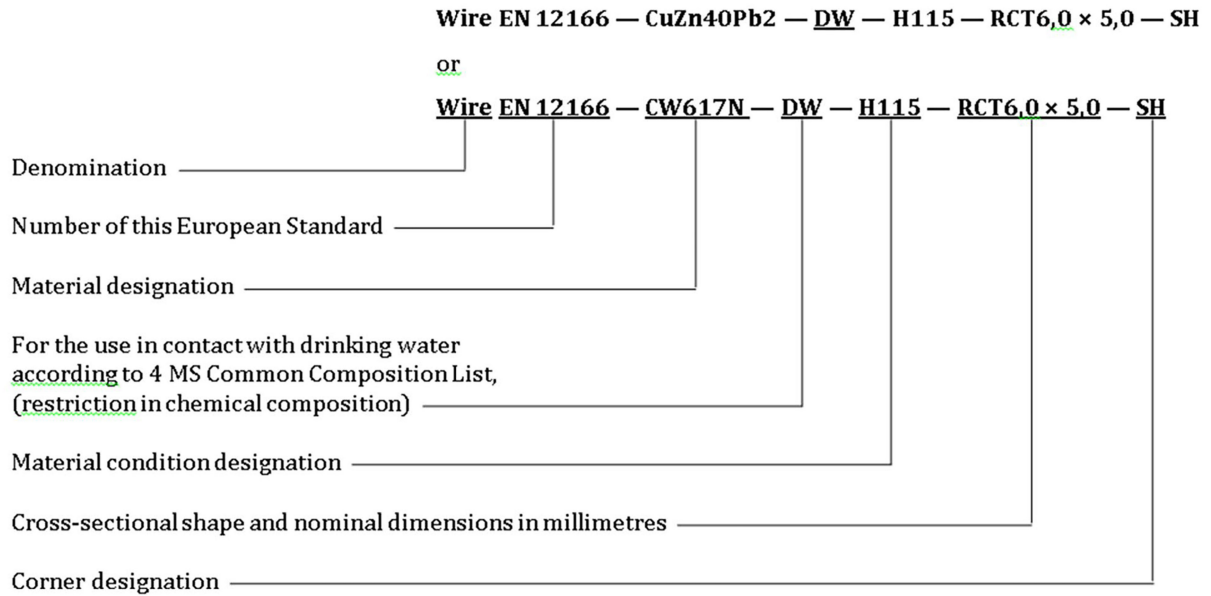 Wire EN 12166 — CuZn40Pb2 — DW — H115 — RCT6,0 × 5,0 — SH
or
Wire EN 12166 — CW617N — DW — H115 — RCT6,0 × 5,0 — SH
Denomination
Number of this European Standard
Material designation
For the use in contact with drinking water
according to 4 MS Common Composition List,
(restriction in chemical composition)
Material condition designation
Cross-sectional shape and nominal dimensions in millimetres
Corner designation